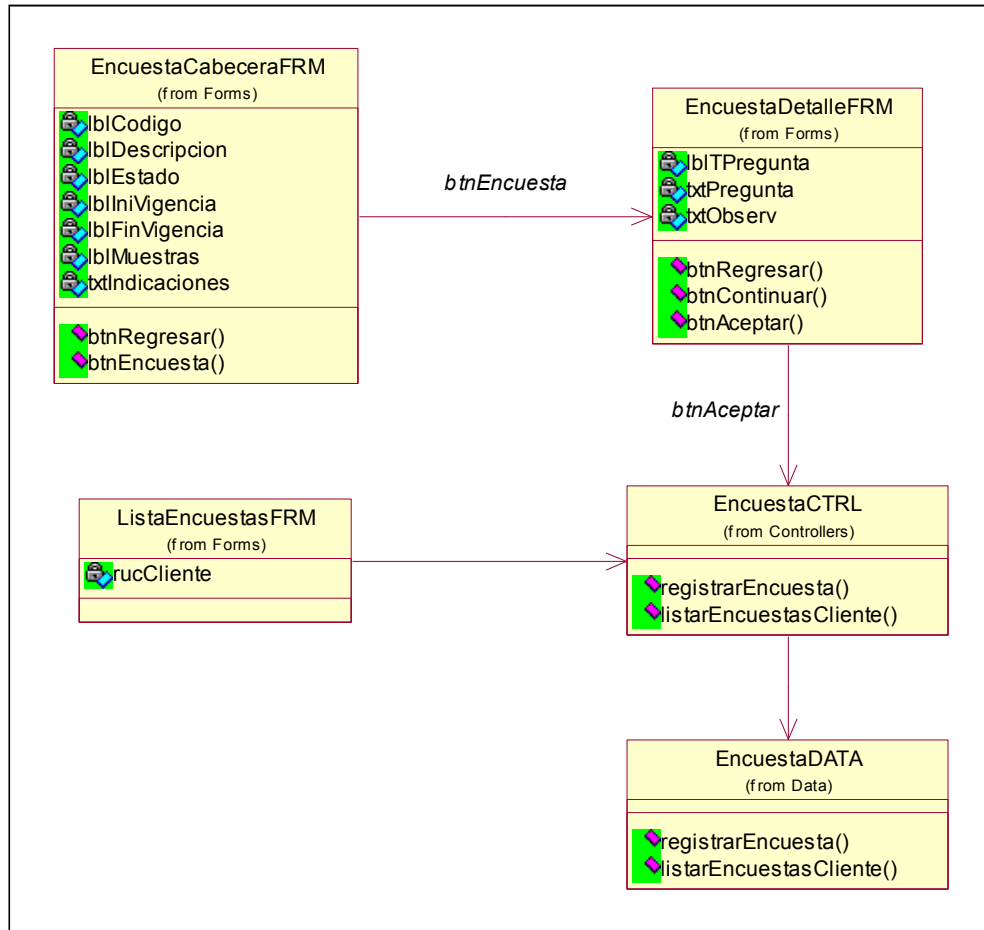 EncuestaCabeceraFRM
(from Forms)
lblCodigo
lblDescripcion
lblEstado
lblIniVigencia
lblFinVigencia
lblMuestras
txtIndicaciones
btnRegresar()
btnEncuesta()
btnEncuesta
EncuestaDetalleFRM
(from Forms)
lblTPregunta
txtPregunta
txtObserv
btnRegresar()
btnContinuar()
btnAceptar()
btnAceptar
ListaEncuestasFRM
(from Forms)
rucCliente
EncuestaCTRL
(from Controllers)
registrarEncuesta()
listarEncuestasCliente()
EncuestaDATA
(from Data)
registrarEncuesta()
listarEncuestasCliente()